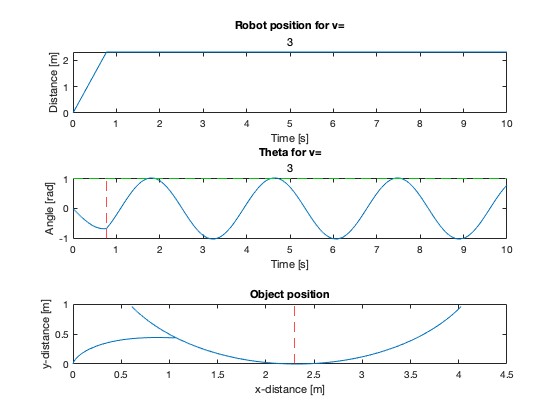 Robot position for v=
3
2
1
0
Distance [m]
0 1 2 3 4 5 6 7 8 9 10
Time [s]
Theta for v=
3
1
0
-1
Angle [rad]
0 1 2 3 4 5 6 7 8 9 10
Time [s]
Object position
1
0.5
0
y-distance [m]
0 0.5 1 1.5 2 2.5 3 3.5 4 4.5
x-distance [m]